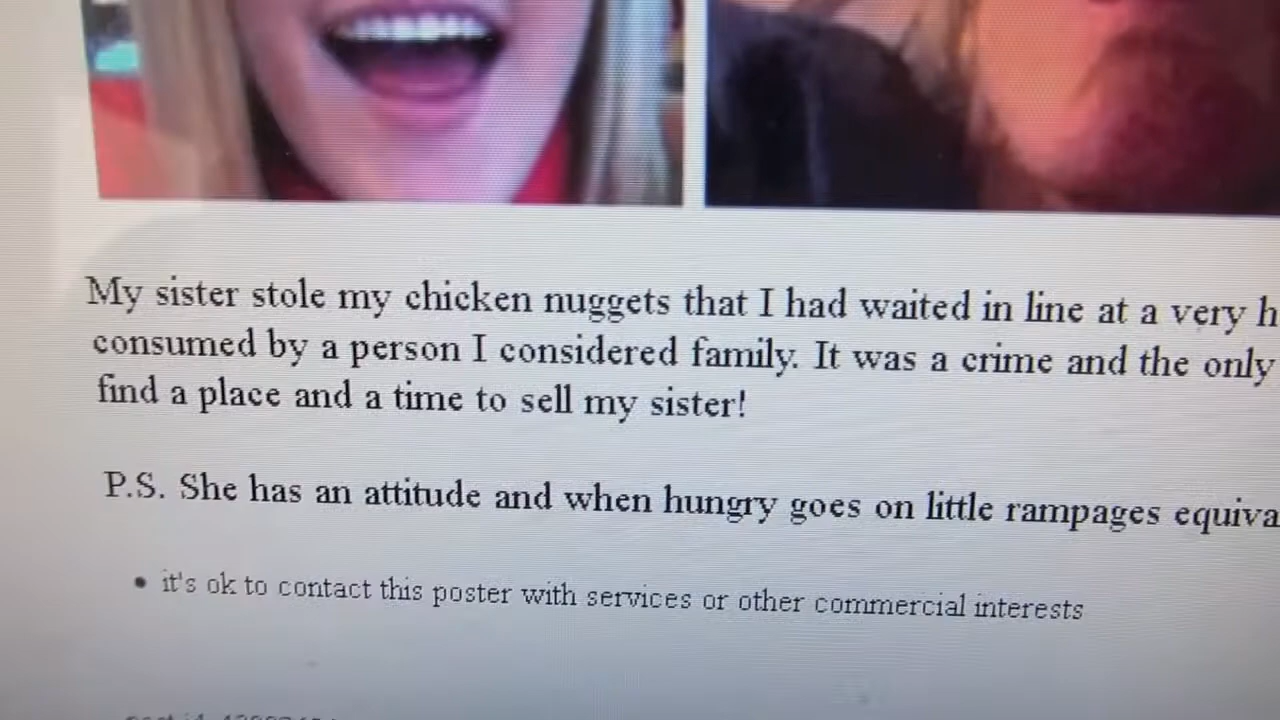 My sister stole my chicken nuggets that I had waited in line at a very
consumed by a person I considered family. It was a crime and the only
find a place and a time to sell my sister!
P.S. She has an attitude and when hungry goes on little rampages
• it's ok to contact this poster with services or other commercial interests